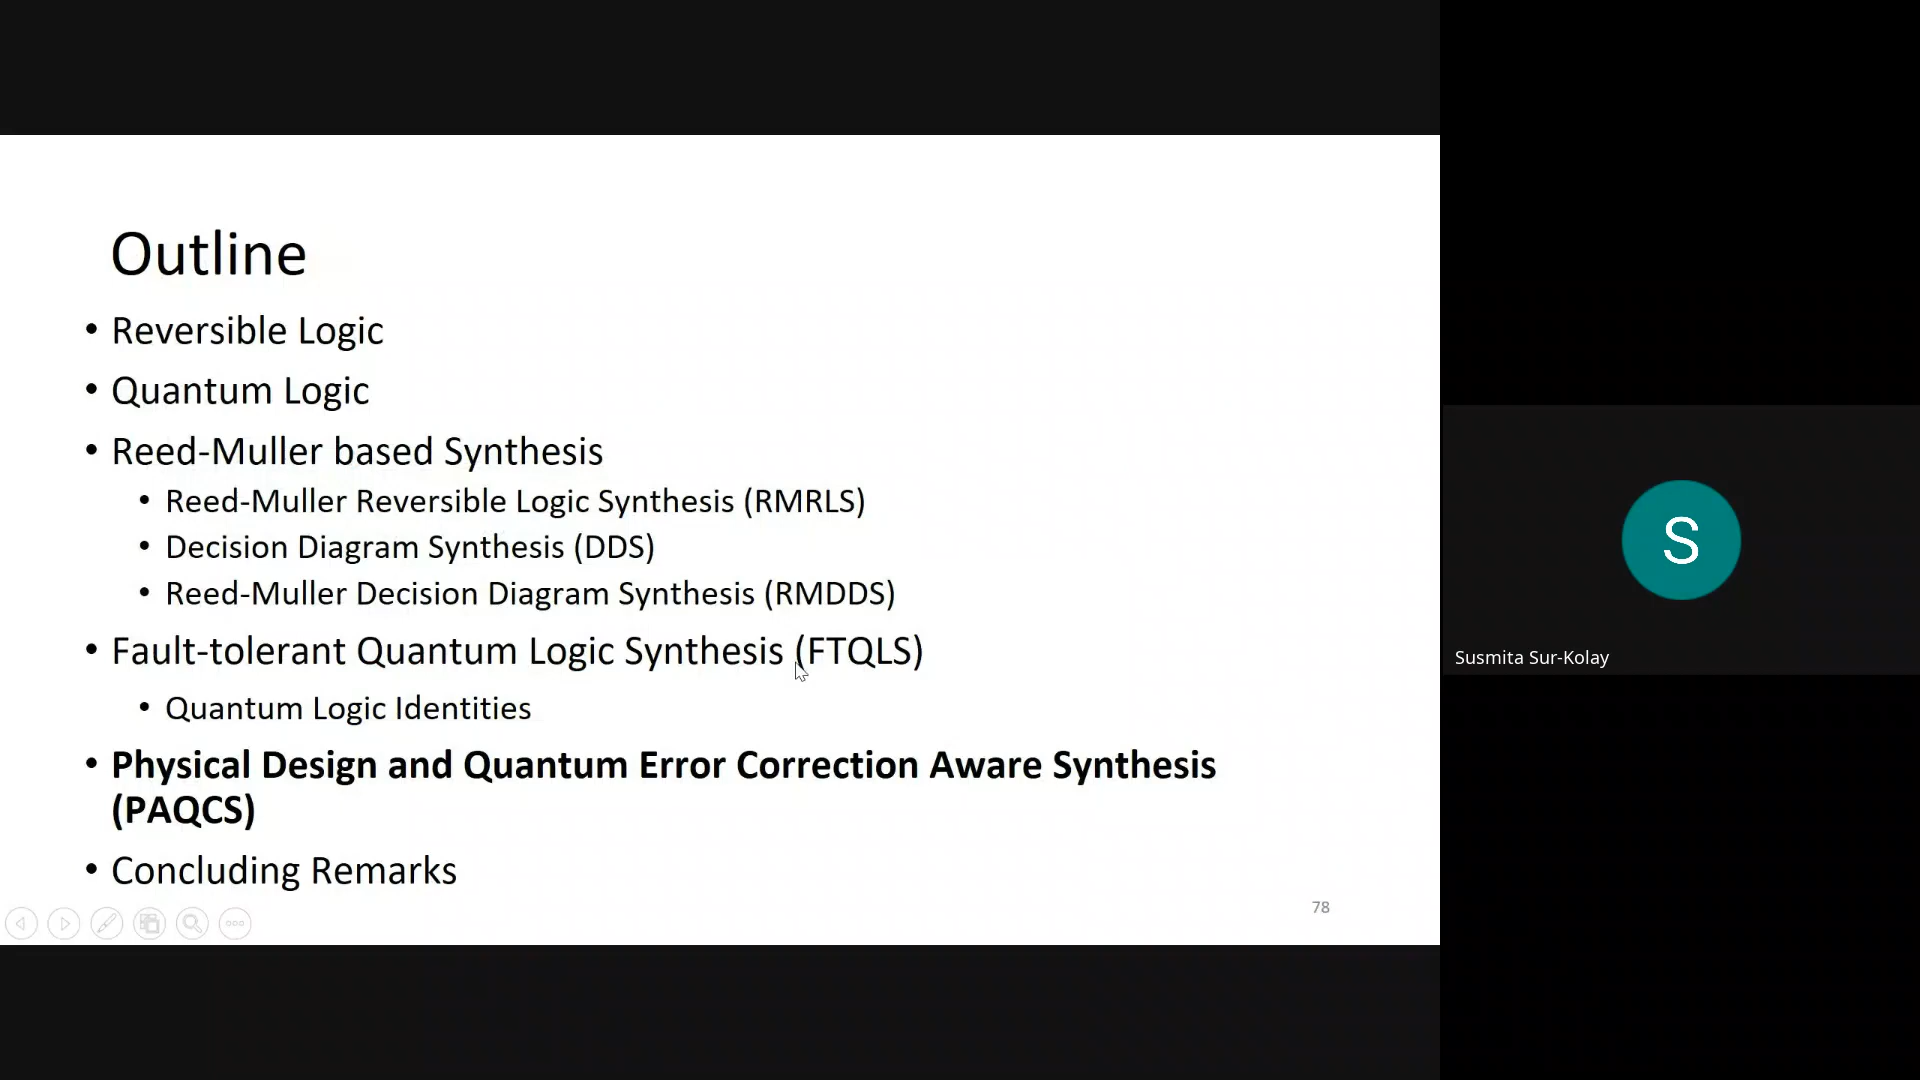 Outline
• Reversible Logic
• Quantum Logic
• Reed-Muller based Synthesis
• Reed-Muller Reversible Logic Synthesis (RMRLS)
• Decision Diagram Synthesis (DDS)
• Reed-Muller Decision Diagram Synthesis (RMDDS)
• Fault-tolerant Quantum Logic Synthesis (FTQLS)
• Quantum Logic Identities
• Physical Design and Quantum Error Correction Aware Synthesis
(PAQCS)
• Concluding Remarks
78
S
Susmita Sur-Kolay